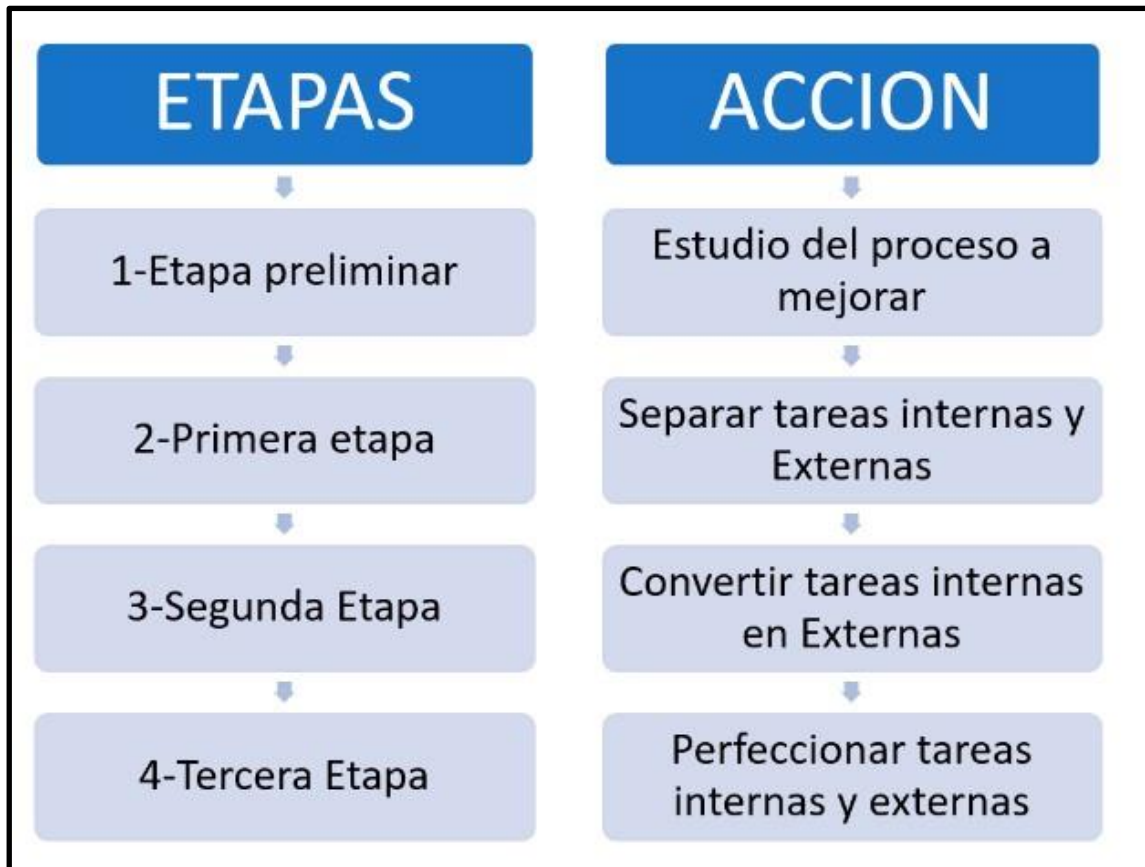 ETAPAS
1-Etapa preliminar
2-Primera etapa
3-Segunda Etapa
4-Tercera Etapa
ACCION
Estudio del proceso a
mejorar
Separar tareas internas y
Externas
Convertir tareas internas
en Externas
Perfeccionar tareas
internas y externas